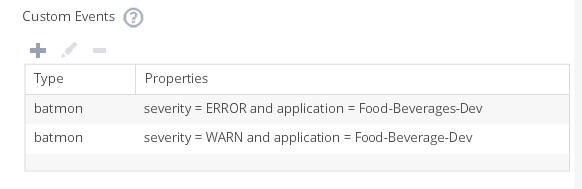 Custom Events ?
Type Properties
batmon severity = ERROR and application = Food-Beverages-Dev
batmon severity = WARN and application = Food-Beverage-Dev